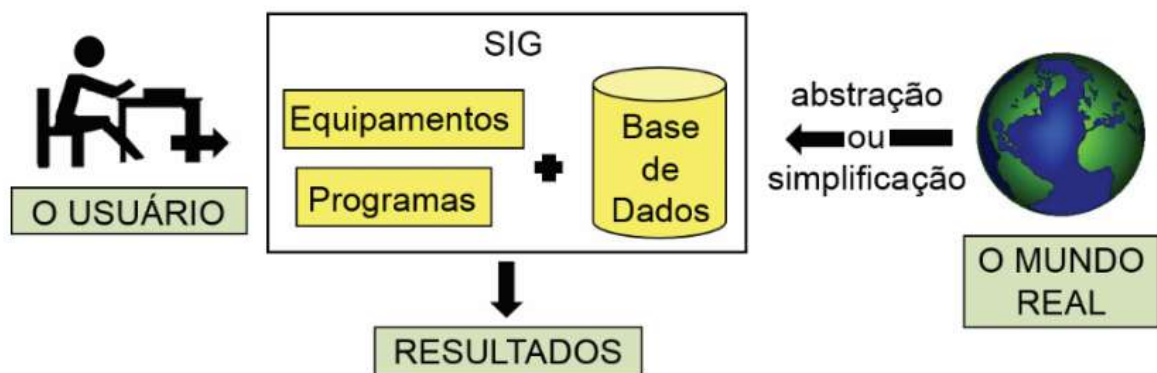 SIG
Equipamentos
Programas
Base
de
Dados
O USUÁRIO
abstração
ou
simplificação
O MUNDO
REAL
RESULTADOS